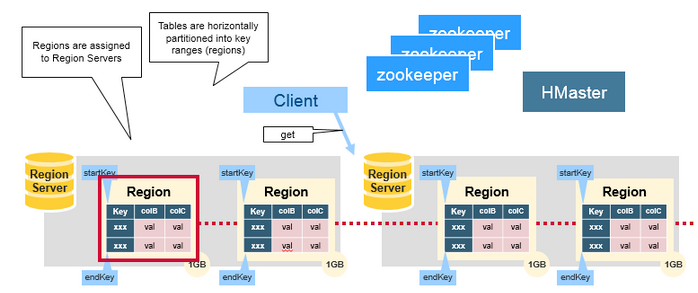 Regions are assigned
to Region Servers
Tables are horizontally
partitioned into key
ranges (regions)
zookeeper
zookeeper
zookeeper
HMaster
Client
get
Region
Server
startKey
Region
Key colB colC
xxx val val
xxx val val
1GB
endKey
startKey
Region
Key colB colC
xxx val val
xxx val val
1GB
endKey
Region
Server
startKey
Region
Key colB colC
xxx val val
xxx val val
1GB
endKey
startKey
Region
Key colB colC
xxx val val
xxx val val
1GB
endKey